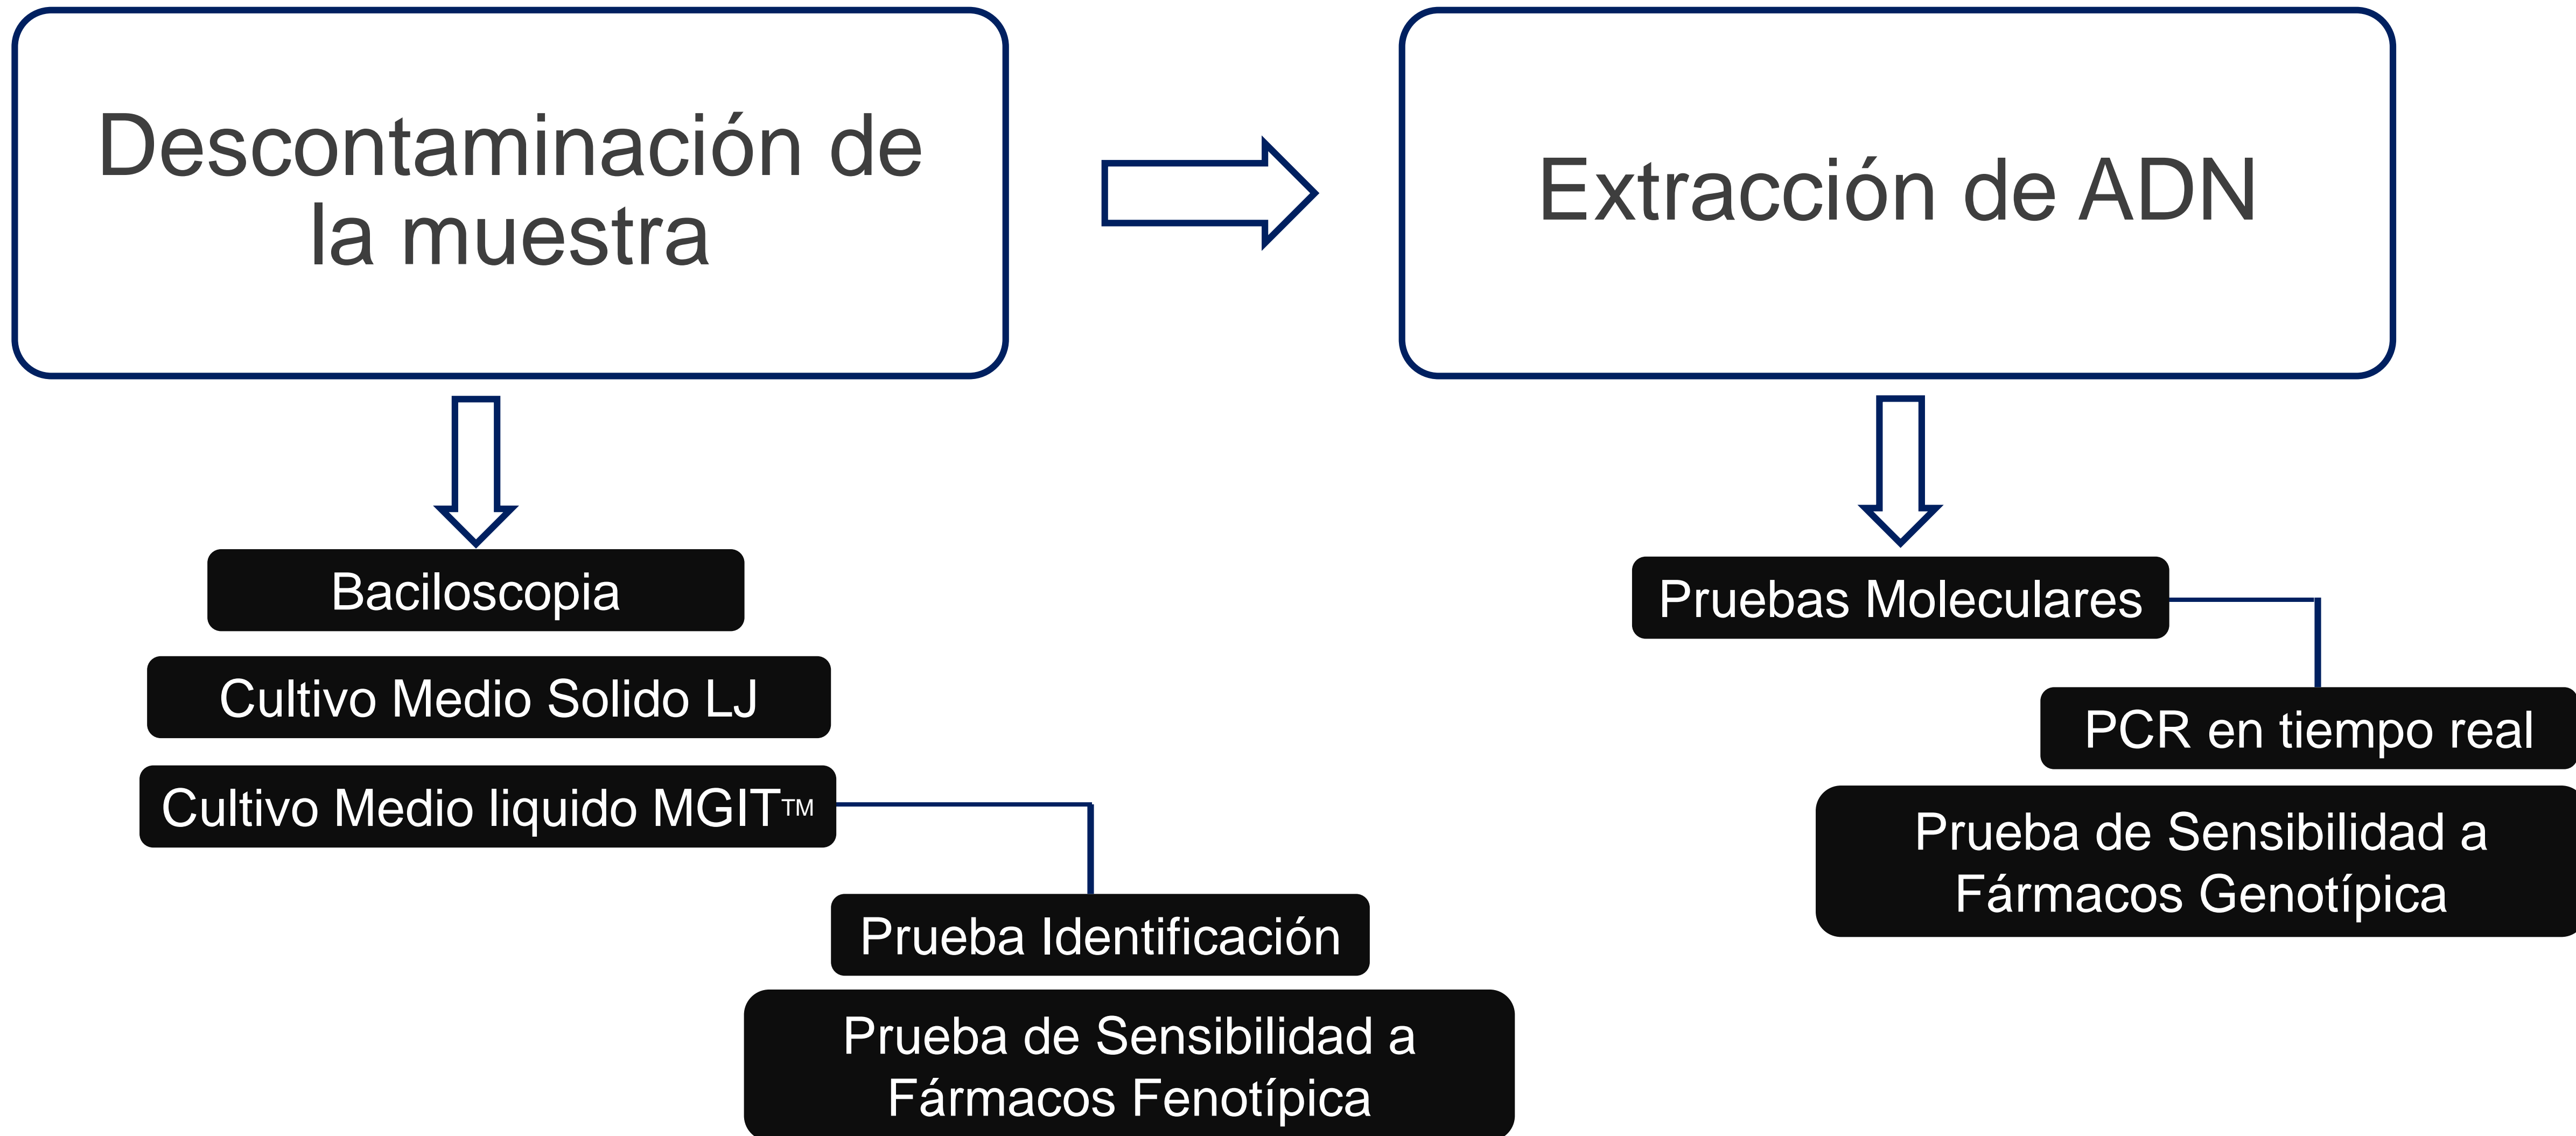 Descontaminación de
la muestra
Extracción de ADN
Baciloscopia
Cultivo Medio Solido LJ
Cultivo Medio liquido MGIT™
Prueba Identificación
Prueba de Sensibilidad a
Fármacos Fenotípica
Pruebas Moleculares
PCR en tiempo real
Prueba de Sensibilidad a
Fármacos Genotípica